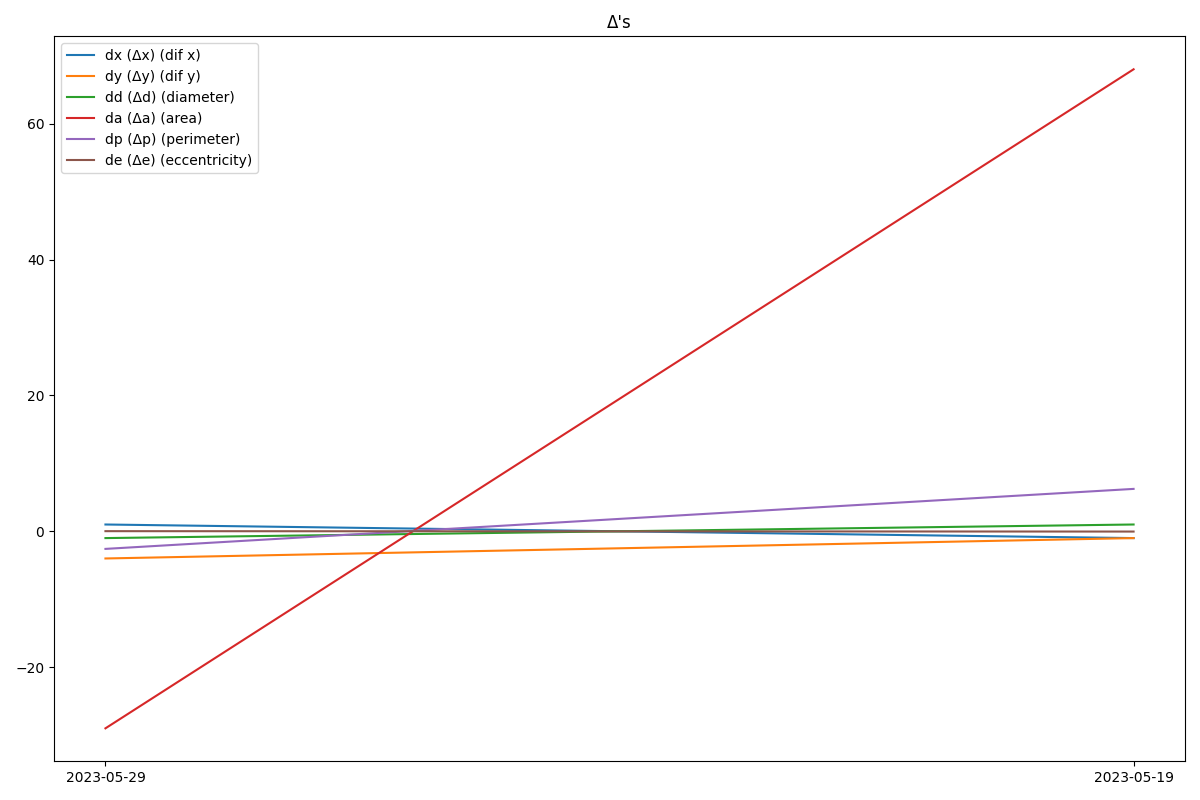 Δ's
dx (Δx) (dif x)
dy (Δy) (dif y)
dd (Δd) (diameter)
da (Δa) (area)
dp (Δp) (perimeter)
de (Δe) (eccentricity)
60
40
20
0
−20
2023-05-29
2023-05-19